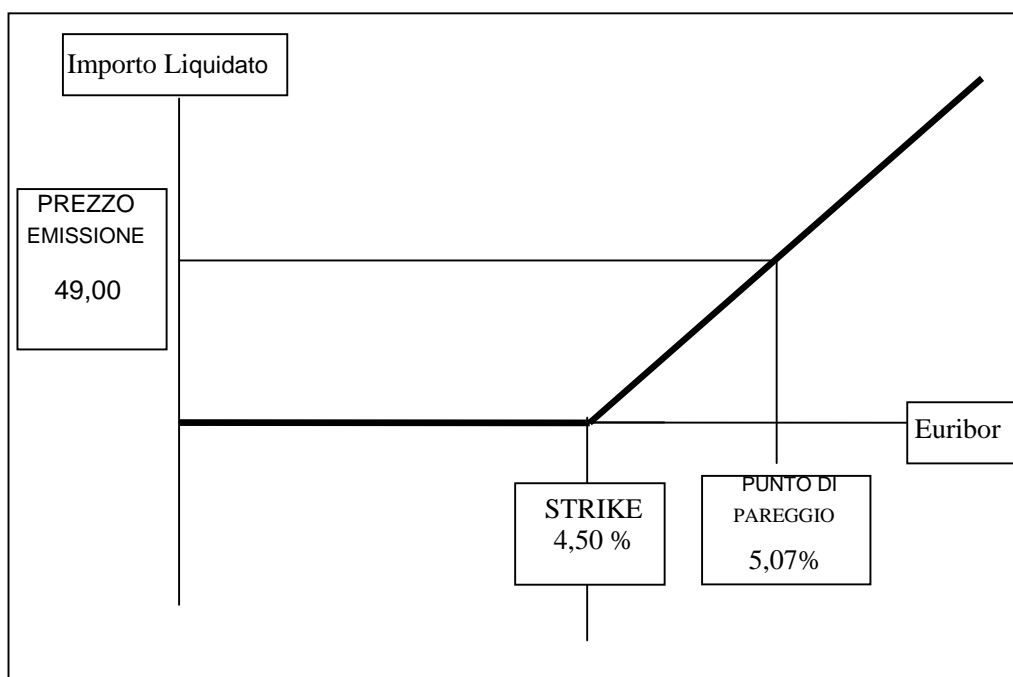 Importo Liquidato
PREZZO
EMISSIONE
49,00
Euribor
STRIKE
4,50 %
PUNTO DI
PAREGGIO
5,07%